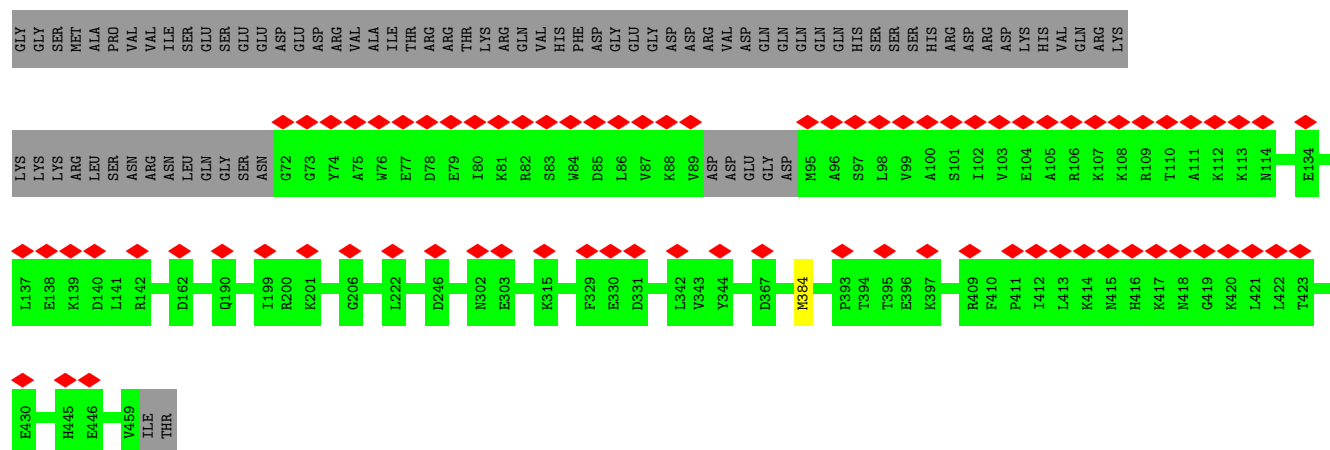 GLY GLY SER MET ALA PRO VAL VAL ILE SER GLU SER GLU GLU ASP GLU ASP ARG VAL ALA ILE THR ARG ARG THR LYS ARG GLN VAL HIS PHE ASP GLY GLU GLY ASP ASP ARG VAL ASP GLN GLN GLN GLN GLN HIS SER SER SER HIS ARG ASP ARG ASP LYS HIS VAL GLN ARG LYS
LYS LYS LYS ARG LEU SER ASN ARG ASN LEU GLN GLY SER ASN G72 G73 Y74 A75 W76 E77 D78 E79 I80 K81 R82 S83 W84 D85 L86 V87 K88 V89 ASP ASP GLU GLY ASP M95 A96 S97 L98 V99 A100 S101 I102 V103 E104 A105 R106 K107 K108 R109 T110 A111 K112 K113 N114 E134
L137 E138 K139 D140 L141 R142 D162 Q190 I199 R200 K201 G206 L222 D246 N302 E303 K315 F329 E330 D331 L342 V343 Y344 D367 M384 P393 T394 T395 E396 K397 R409 F410 P411 I412 L413 K414 N415 H416 K417 N418 G419 K420 L421 L422 T423
E430 H445 E446 V459 ILE THR